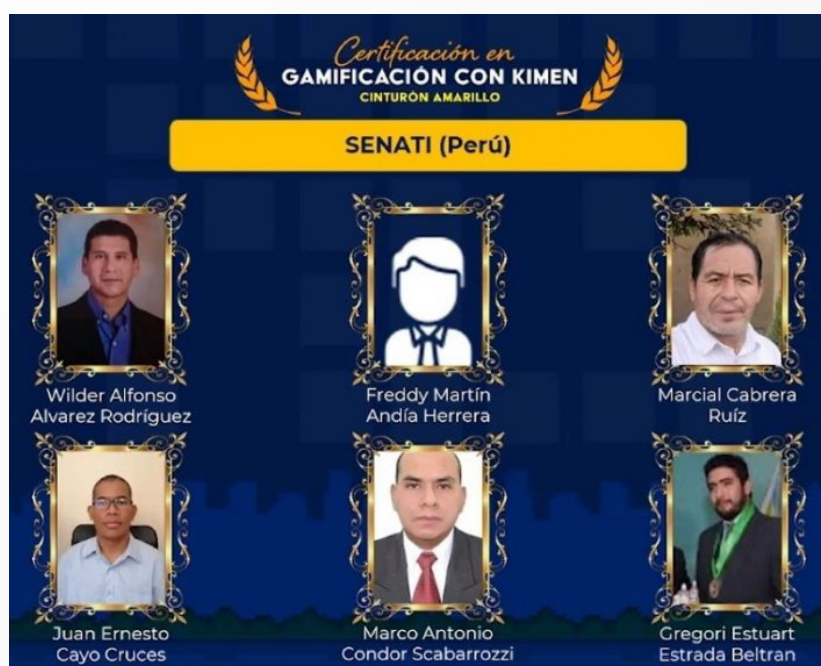 Certificación en
GAMIFICACIÓN CON KIMEN
CINTURÓN AMARILLO
SENATI (Perú)
Wilder Alfonso
Alvarez Rodríguez
Freddy Martín
Andía Herrera
Marcial Cabrera
Ruíz
Juan Ernesto
Cayo Cruces
Marco Antonio
Condor Scabarrozzi
Gregori Estuart
Estrada Beltran